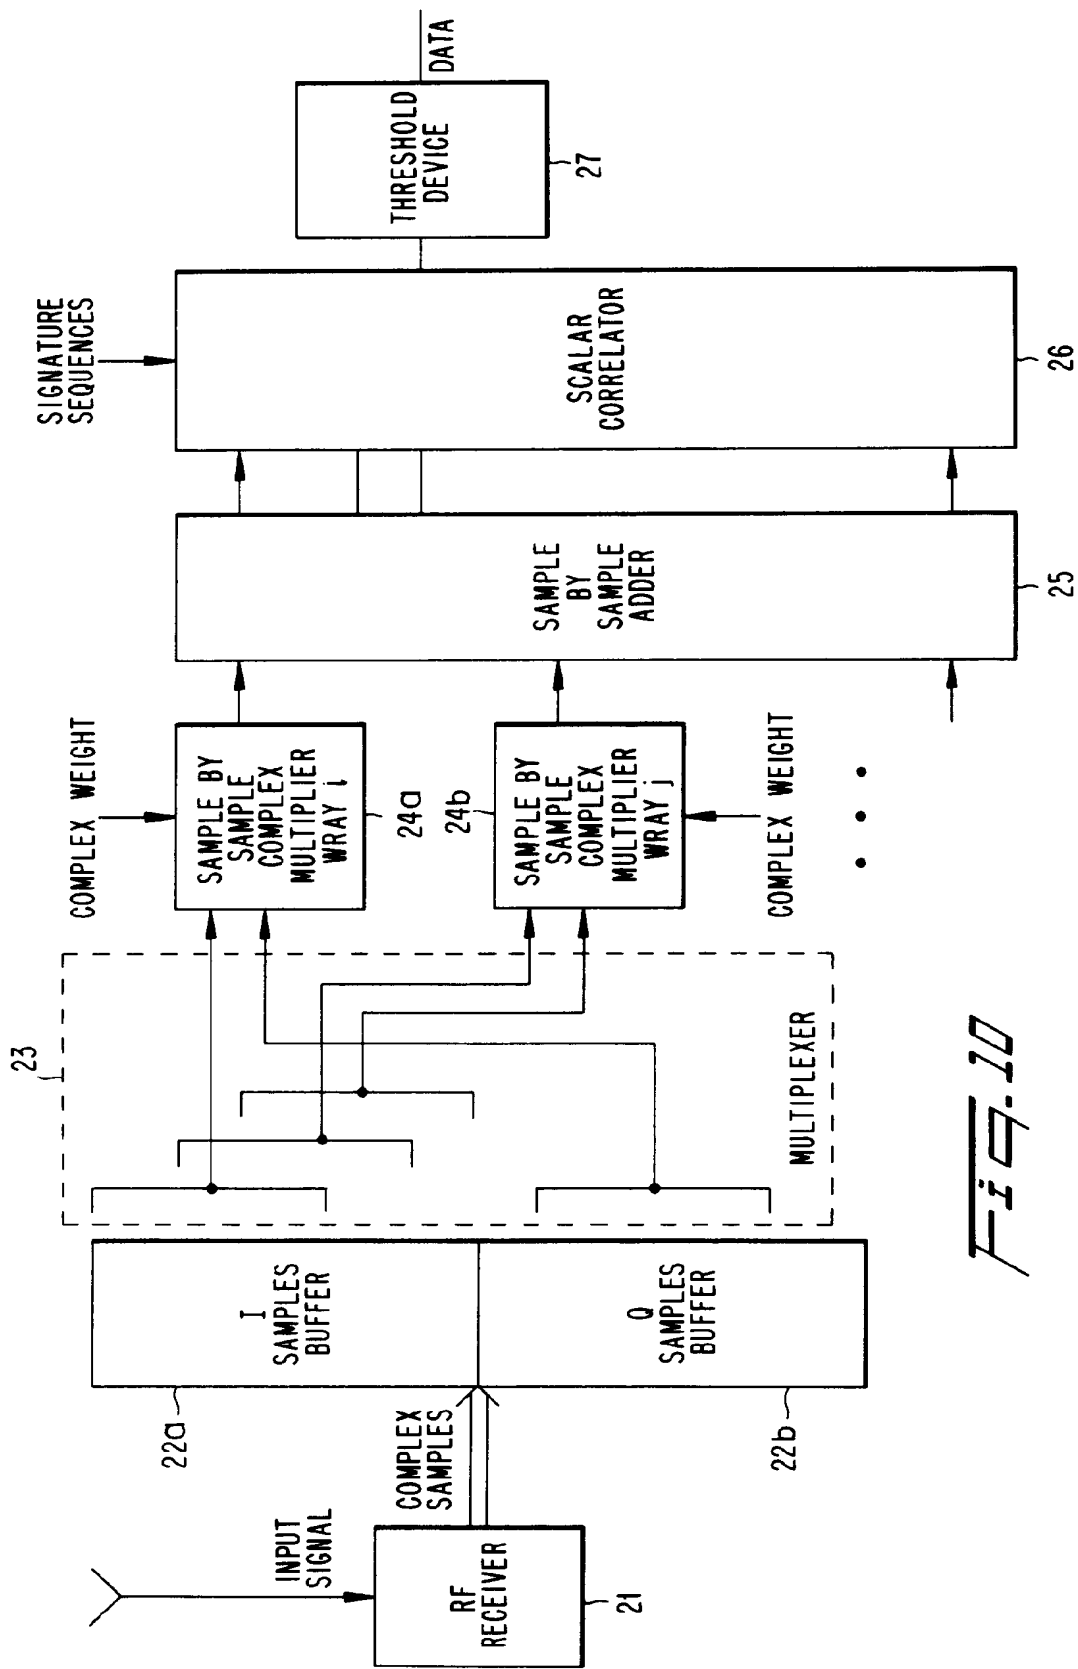 INPUT
SIGNAL
RF
RECEIVER
21
COMPLEX
SAMPLES
22a
I
SAMPLES
BUFFER
Q
SAMPLES
BUFFER
22b
23
MULTIPLEXER
COMPLEX WEIGHT
SAMPLE BY
SAMPLE
COMPLEX
MULTIPLIER
WRAY i
24a
24b
SAMPLE BY
SAMPLE
COMPLEX
MULTIPLIER
WRAY j
COMPLEX WEIGHT
SAMPLE
BY
SAMPLE
ADDER
25
SIGNATURE
SEQUENCES
SCALAR
CORRELATOR
26
THRESHOLD
DEVICE
27
DATA
Fig. 10